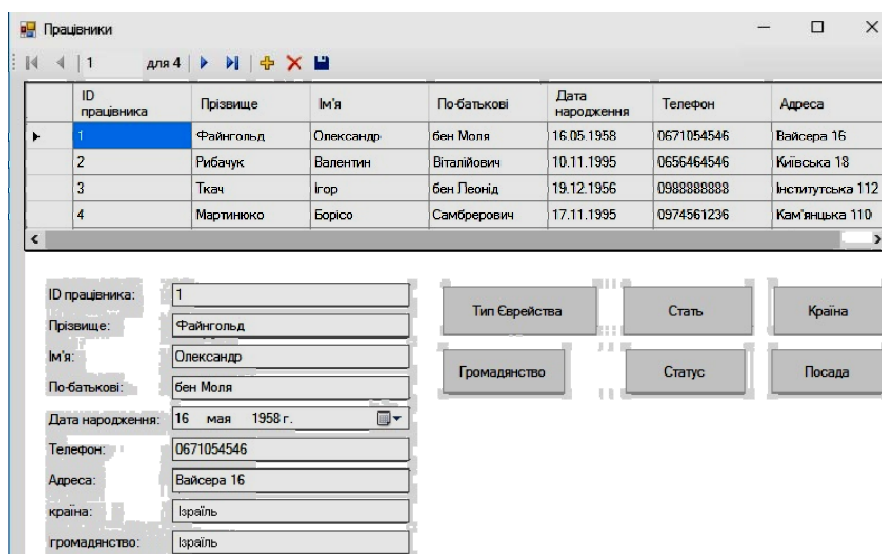 Працівники
1 для 4
ID працівника Прізвище Ім'я По-батькові Дата народження Телефон Адреса
1 Файнгольд Олександр бен Моля 16.05.1958 0671054546 Вайсера 16
2 Рибачук Валентин Віталійович 10.11.1995 0656464546 Київська 18
3 Ткач Ігор бен Леонід 19.12.1956 0988888888 Інститутська 112
4 Мартинюко Борісо Самбрерович 17.11.1995 0974561236 Кам'янцька 110
ID працівника: 1
Прізвище: Файнгольд
Ім'я: Олександр
По-батькові: бен Моля
Дата народження: 16 мая 1958 г.
Телефон: 0671054546
Адреса: Вайсера 16
країна: Ізраїль
громадянство: Ізраїль
Тип Єврейства Стать Країна
Громадянство Статус Посада